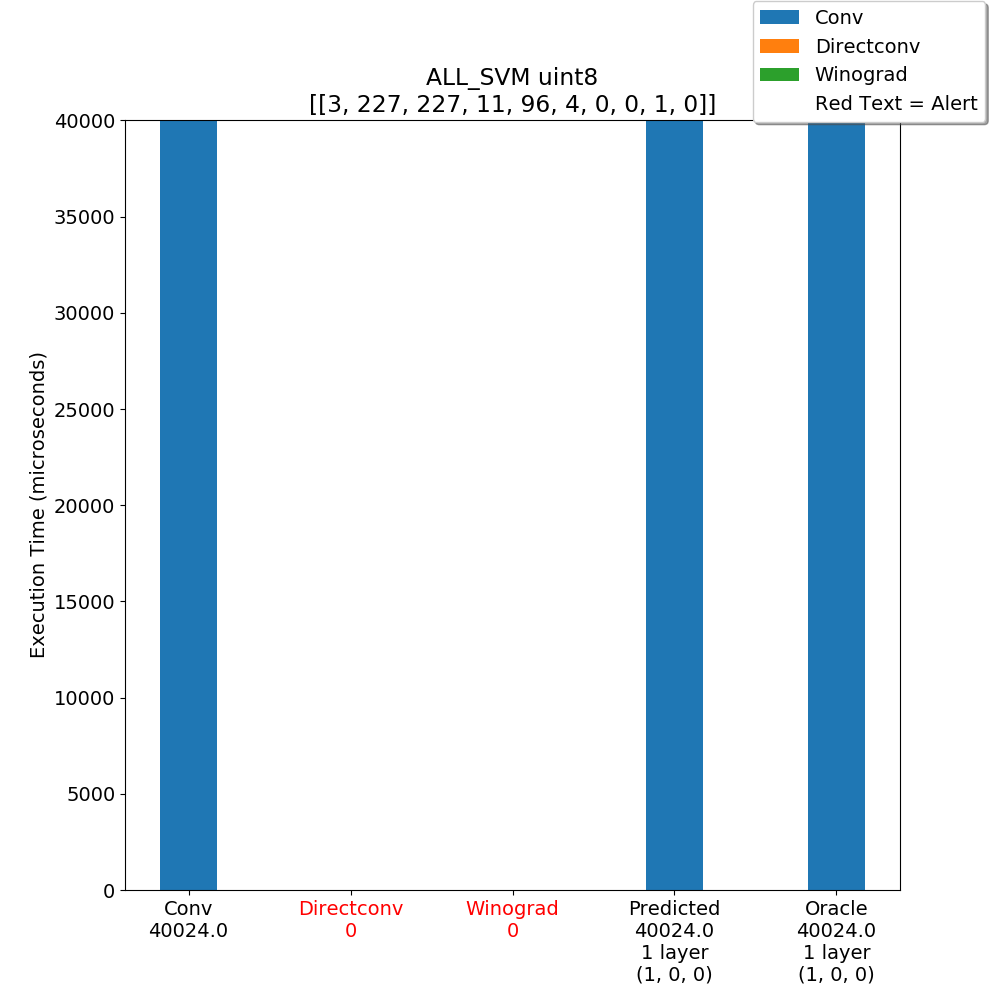 Conv
Directconv
Winograd
Red Text = Alert
ALL_SVM uint8
[[3, 227, 227, 11, 96, 4, 0, 0, 1, 0]]
Execution Time (microseconds)
40000
35000
30000
25000
20000
15000
10000
5000
0
Conv
40024.0
Directconv
0
Winograd
0
Predicted
40024.0
1 layer
(1, 0, 0)
Oracle
40024.0
1 layer
(1, 0, 0)